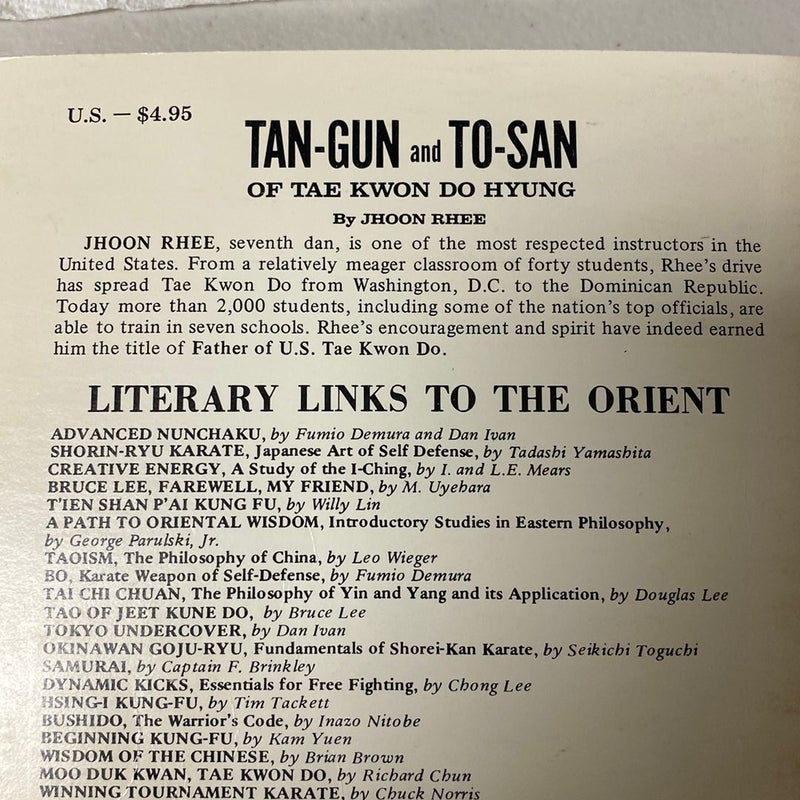 U.S. — $4.95
TAN-GUN and TO-SAN
OF TAE KWON DO HYUNG
By JHOON RHEE
JHOON RHEE, seventh dan, is one of the most respected instructors in the
United States. From a relatively meager classroom of forty students, Rhee's drive
has spread Tae Kwon Do from Washington, D.C. to the Dominican Republic.
Today more than 2,000 students, including some of the nation's top officials, are
able to train in seven schools. Rhee's encouragement and spirit have indeed earned
him the title of Father of U.S. Tae Kwon Do.
LITERARY LINKS TO THE ORIENT
ADVANCED NUNCHAKU, by Fumio Demura and Dan Ivan
SHORIN-RYU KARATE, Japanese Art of Self Defense, by Tadashi Yamashita
CREATIVE ENERGY, A Study of the I-Ching, by I. and L.E. Mears
BRUCE LEE, FAREWELL, MY FRIEND, by M. Uyehara
T'IEN SHAN P'AI KUNG FU, by Willy Lin
A PATH TO ORIENTAL WISDOM, Introductory Studies in Eastern Philosophy,
by George Parulski, Jr.
TAOISM, The Philosophy of China, by Leo Wieger
BO, Karate Weapon of Self-Defense, by Fumio Demura
TAI CHI CHUAN, The Philosophy of Yin and Yang and its Application, by Douglas Lee
TAO OF JEET KUNE DO, by Bruce Lee
TOKYO UNDERCOVER, by Dan Ivan
OKINAWAN GOJU-RYU, Fundamentals of Shorei-Kan Karate, by Seikichi Toguchi
SAMURAI, by Captain F. Brinkley
DYNAMIC KICKS, Essentials for Free Fighting, by Chong Lee
HSING-I KUNG-FU, by Tim Tackett
BUSHIDO, The Warrior's Code, by Inazo Nitobe
BEGINNING KUNG-FU, by Kam Yuen
WISDOM OF THE CHINESE, by Brian Brown
MOO DUK KWAN, TAE KWON DO, by Richard Chun
WINNING TOURNAMENT KARATE, by Chuck Norris